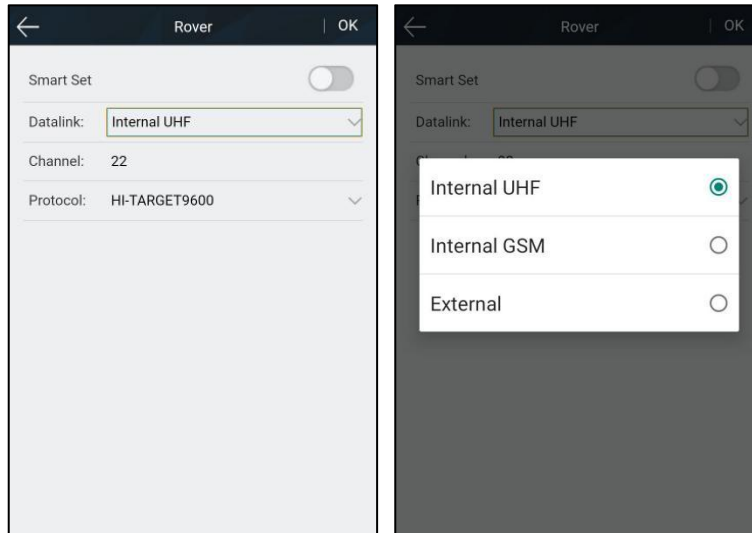 Rover
OK
Smart Set
Datalink: Internal UHF
Channel: 22
Protocol: HI-TARGET9600
Rover
OK
Smart Set
Datalink: Internal UHF
Internal UHF
Internal GSM
External